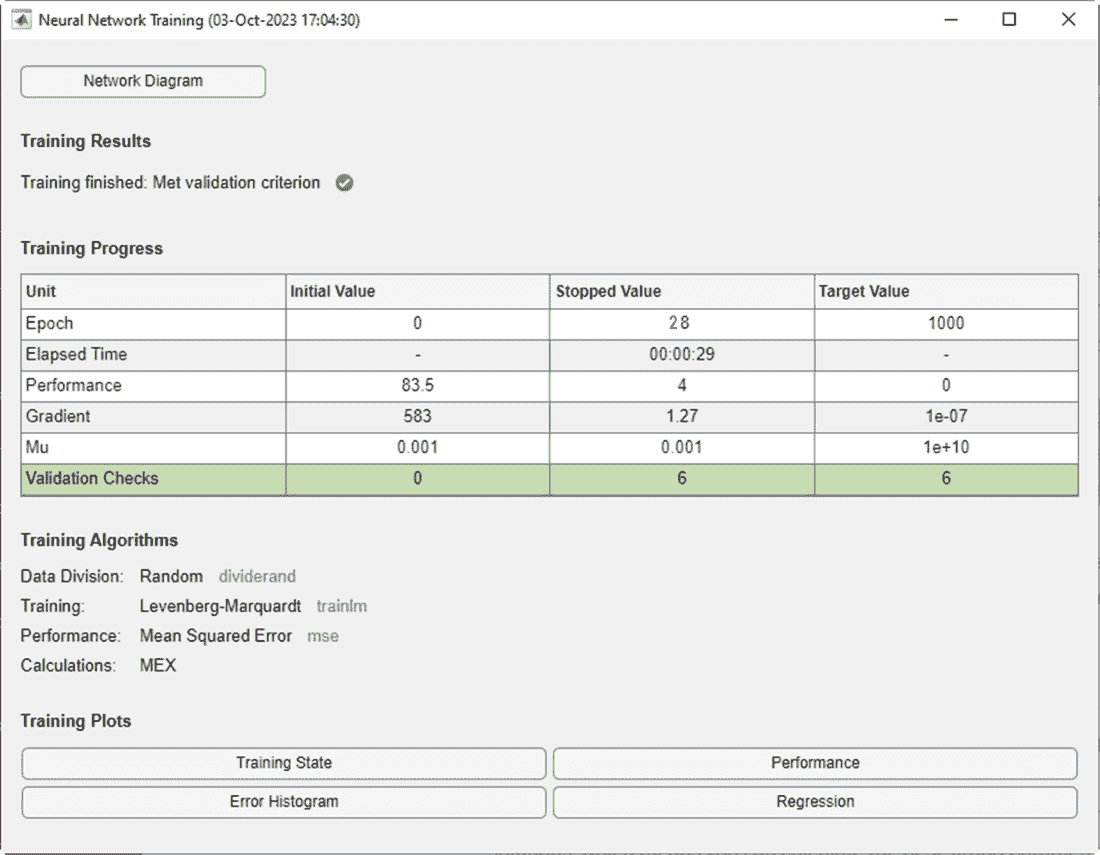 Neural Network Training (03-Oct-2023 17:04:30)
Network Diagram
Training Results
Training finished: Met validation criterion
Training Progress
Unit Initial Value Stopped Value Target Value
Epoch 0 28 1000
Elapsed Time - 00:00:29 -
Performance 83.5 4 0
Gradient 583 1.27 1e-07
Mu 0.001 0.001 1e+10
Validation Checks 0 6 6
Training Algorithms
Data Division: Random dividerand
Training: Levenberg-Marquardt trainlm
Performance: Mean Squared Error mse
Calculations: MEX
Training Plots
Training State Performance
Error Histogram Regression